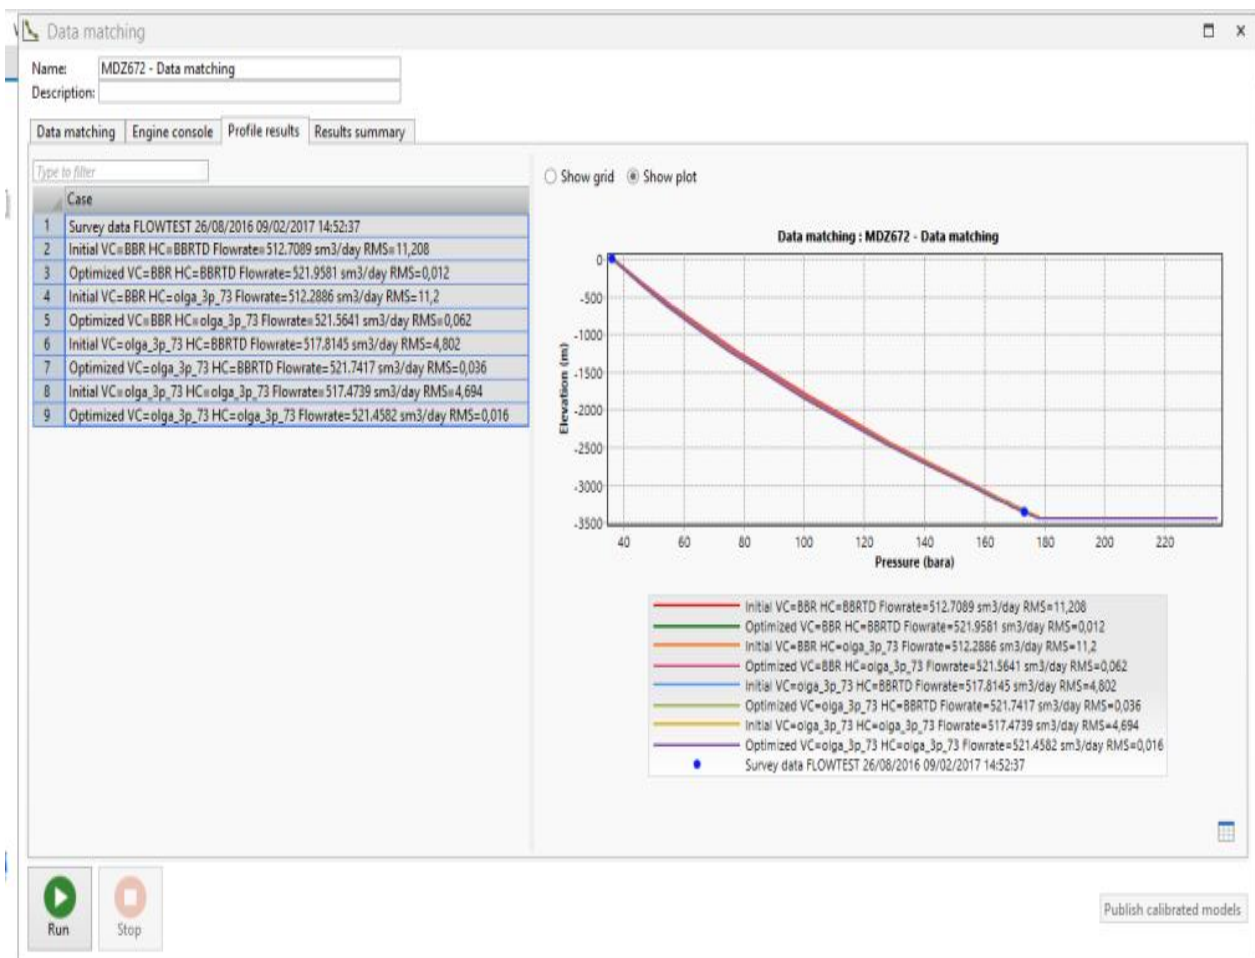 Data matching
Name: MDZ672 - Data matching
Description:
Data matching Engine console Profile results Results summary
Type to filter
Show grid Show plot
Case
1 Survey data FLOWTEST 26/08/2016 09/02/2017 14:52:37
2 Initial VC=BBR HC=BBRTD Flowrate=512.7089 sm3/day RMS=11,208
3 Optimized VC=BBR HC=BBRTD Flowrate=521.9581 sm3/day RMS=0,012
4 Initial VC=BBR HC=olga_3p_73 Flowrate=512.2886 sm3/day RMS=11,2
5 Optimized VC=BBR HC=olga_3p_73 Flowrate=521.5641 sm3/day RMS=0,062
6 Initial VC=olga_3p_73 HC=BBRTD Flowrate=517.8145 sm3/day RMS=4,802
7 Optimized VC=olga_3p_73 HC=BBRTD Flowrate=521.7417 sm3/day RMS=0,036
8 Initial VC=olga_3p_73 HC=olga_3p_73 Flowrate=517.4739 sm3/day RMS=4,694
9 Optimized VC=olga_3p_73 HC=olga_3p_73 Flowrate=521.4582 sm3/day RMS=0,016
Data matching : MDZ672 - Data matching
0
-500
-1000
-1500
-2000
-2500
-3000
-3500
Elevation (m)
40 60 80 100 120 140 160 180 200 220
Pressure (bara)
Initial VC=BBR HC=BBRTD Flowrate=512.7089 sm3/day RMS=11,208
Optimized VC=BBR HC=BBRTD Flowrate=521.9581 sm3/day RMS=0,012
Initial VC=BBR HC=olga_3p_73 Flowrate=512.2886 sm3/day RMS=11,2
Optimized VC=BBR HC=olga_3p_73 Flowrate=521.5641 sm3/day RMS=0,062
Initial VC=olga_3p_73 HC=BBRTD Flowrate=517.8145 sm3/day RMS=4,802
Optimized VC=olga_3p_73 HC=BBRTD Flowrate=521.7417 sm3/day RMS=0,036
Initial VC=olga_3p_73 HC=olga_3p_73 Flowrate=517.4739 sm3/day RMS=4,694
Optimized VC=olga_3p_73 HC=olga_3p_73 Flowrate=521.4582 sm3/day RMS=0,016
Survey data FLOWTEST 26/08/2016 09/02/2017 14:52:37
Run Stop
Publish calibrated models